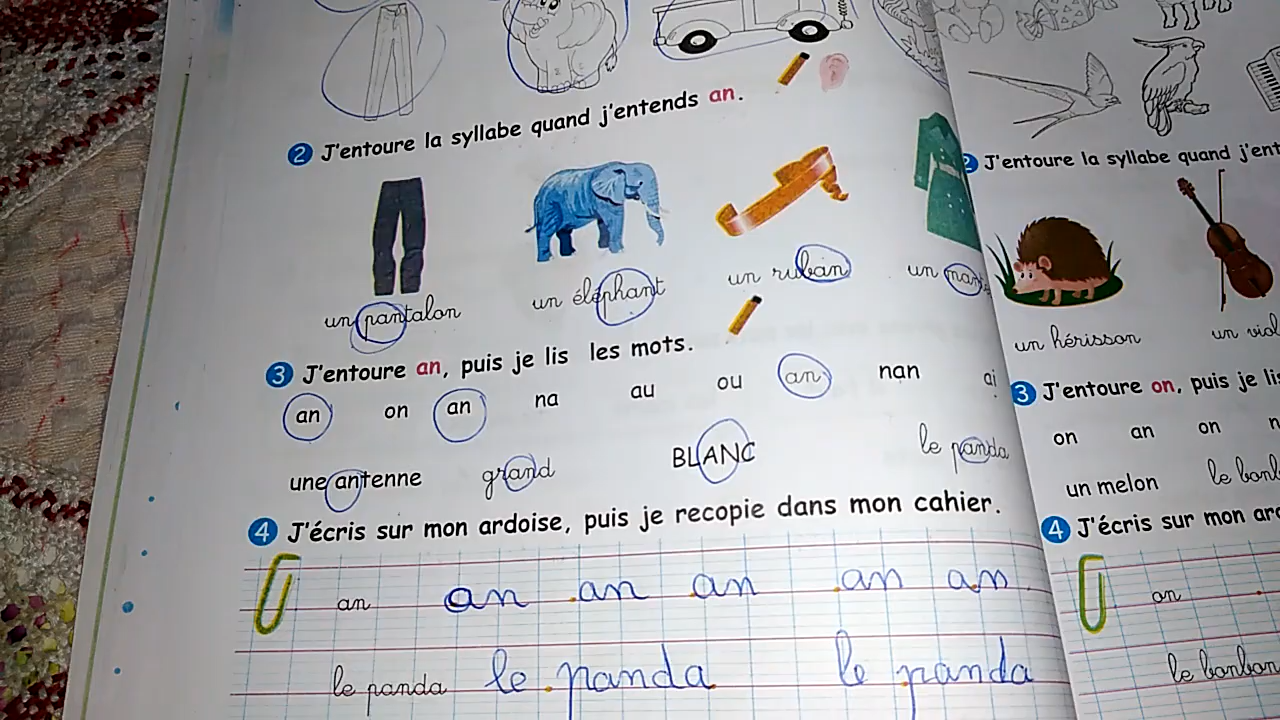 2 J'entoure la syllabe quand j'entends an.
un pantalon un éléphant un ruban un
3 J'entoure an, puis je lis les mots.
an on an na au ou an nan ai
une antenne grand BLANC le panda
4 J'écris sur mon ardoise, puis je recopie dans mon cahier.
an an an an an an
le panda le panda le panda
2 J'entoure la syllabe quand j'ent
un hérisson un viol
3 J'entoure on, puis je lis
on an on n
un melon le bonb
4 J'écris sur mon ard
an
le bonbon